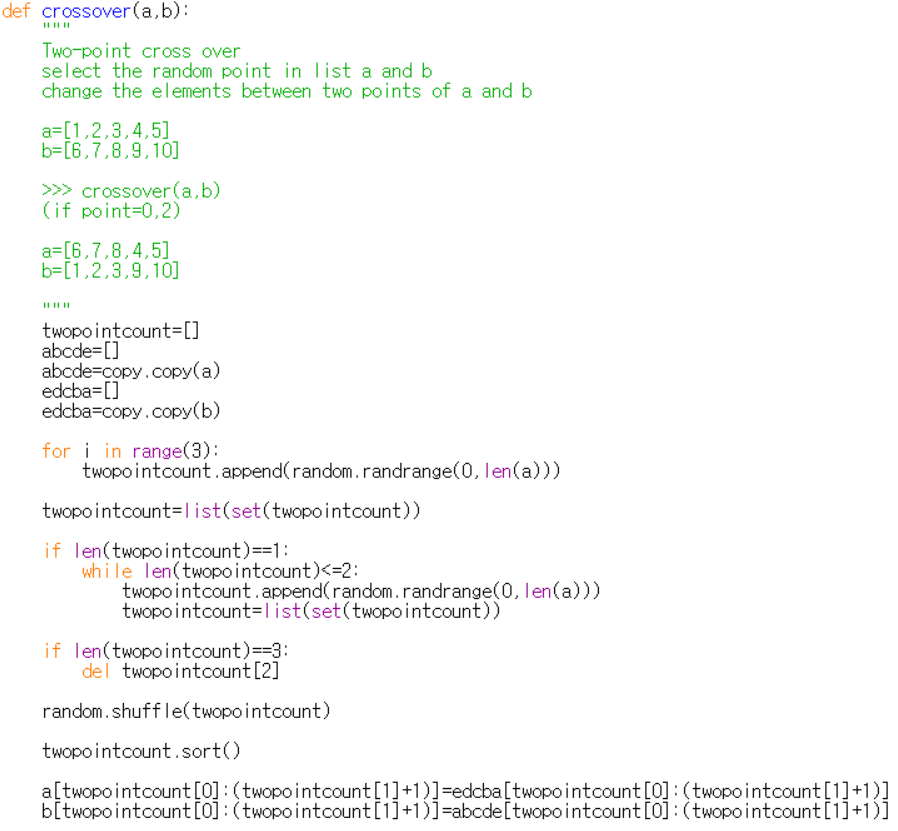 def crossover(a,b):
    """
    Two-point cross over
    select the random point in list a and b
    change the elements between two points of a and b

    a=[1,2,3,4,5]
    b=[6,7,8,9,10]

    >>> crossover(a,b)
    (if point=0,2)

    a=[6,7,8,4,5]
    b=[1,2,3,9,10]

    """
    twopointcount=[]
    abcde=[]
    abcde=copy.copy(a)
    edcba=[]
    edcba=copy.copy(b)

    for i in range(3):
        twopointcount.append(random.randrange(0,len(a)))

    twopointcount=list(set(twopointcount))

    if len(twopointcount)==1:
        while len(twopointcount)<=2:
            twopointcount.append(random.randrange(0,len(a)))
            twopointcount=list(set(twopointcount))

    if len(twopointcount)==3:
        del twopointcount[2]

    random.shuffle(twopointcount)

    twopointcount.sort()

    a[twopointcount[0]:(twopointcount[1]+1)]=edcba[twopointcount[0]:(twopointcount[1]+1)]
    b[twopointcount[0]:(twopointcount[1]+1)]=abcde[twopointcount[0]:(twopointcount[1]+1)]